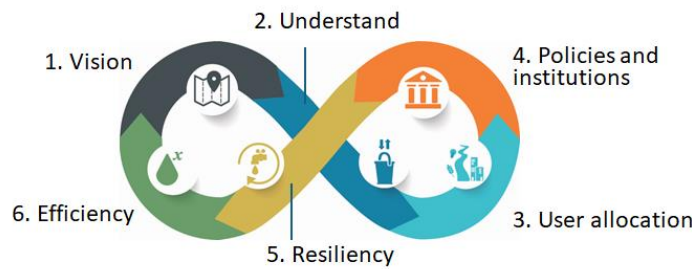 2. Understand
1. Vision
4. Policies and
institutions
x
6. Efficiency
3. User allocation
5. Resiliency